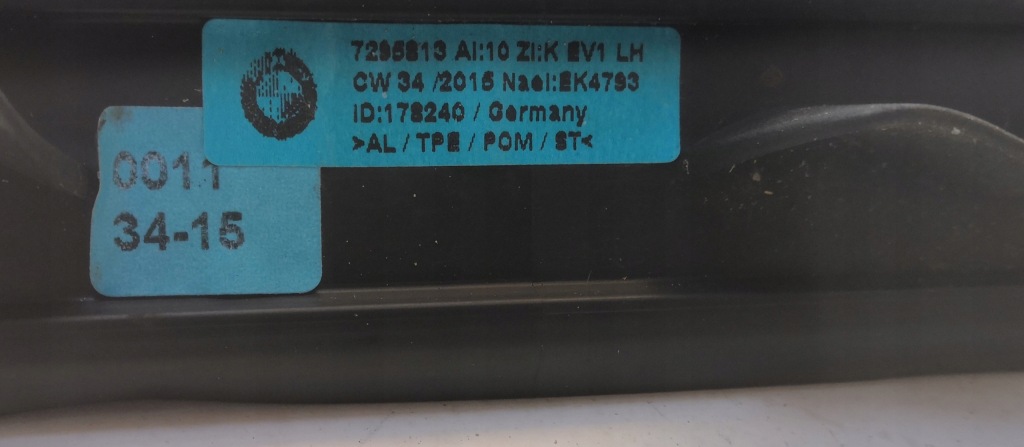 7295813 AI:10 ZI:K EV1 LH
CW 34 /2015 Nael:EK4793
ID:178240 / Germany
>AL / TPE / POM / ST<
0011
34-15